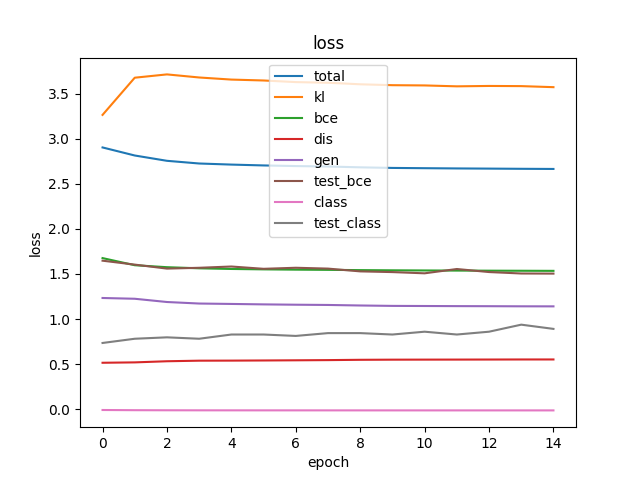 loss
total
kl
bce
dis
gen
test_bce
class
test_class
3.5
3.0
2.5
2.0
1.5
1.0
0.5
0.0
loss
0 2 4 6 8 10 12 14
epoch